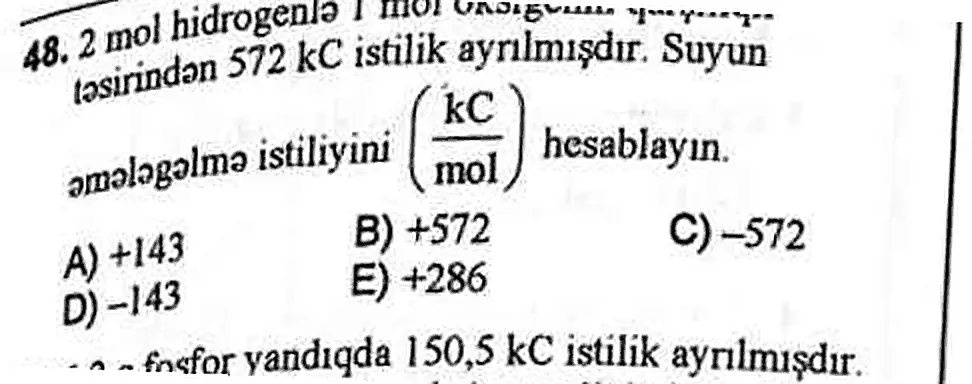 48. 2 mol hidrogenlə 1 mol
təsirindən 572 kC istilik ayrılmışdır. Suyun
əmələgəlmə istiliyini (kC/mol) hesablayın.
A) +143 B) +572 C) –572
D) –143 E) +286
fosfor yandıqda 150,5 kC istilik ayrılmışdır.